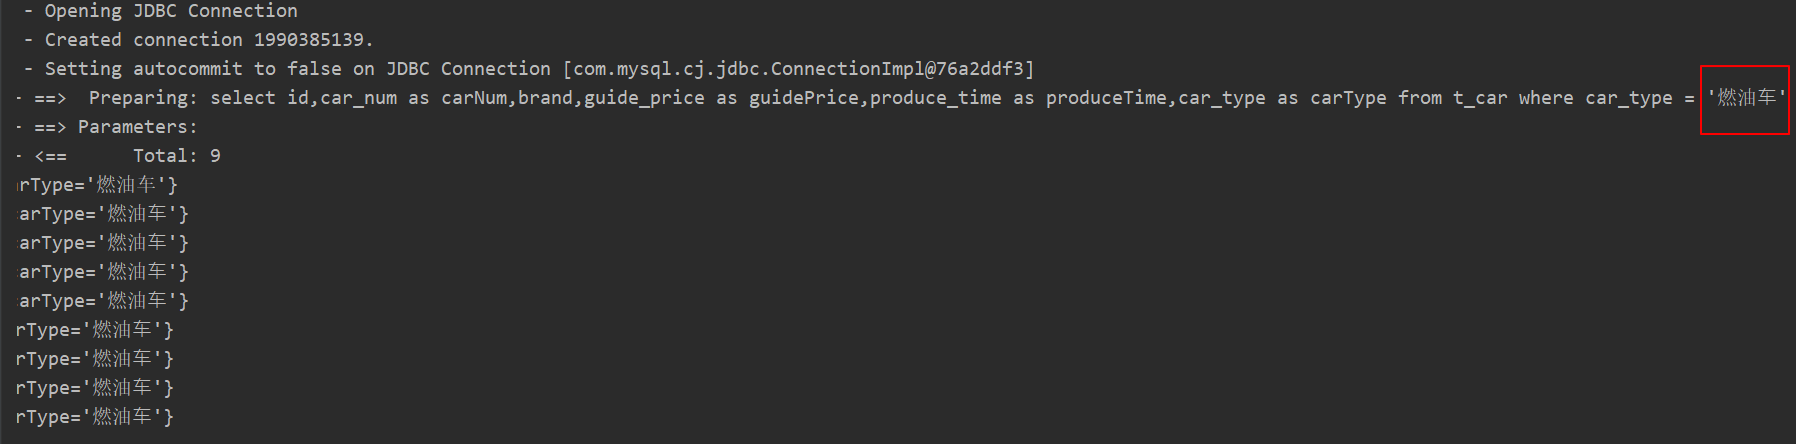 - Opening JDBC Connection
- Created connection 1990385139.
- Setting autocommit to false on JDBC Connection [com.mysql.cj.jdbc.ConnectionImpl@76a2ddf3]
- ==>  Preparing: select id,car_num as carNum,brand,guide_price as guidePrice,produce_time as produceTime,car_type as carType from t_car where car_type = '燃油车'
- ==> Parameters:
- <==      Total: 9
arType='燃油车'}
carType='燃油车'}
carType='燃油车'}
carType='燃油车'}
carType='燃油车'}
rType='燃油车'}
rType='燃油车'}
rType='燃油车'}
rType='燃油车'}